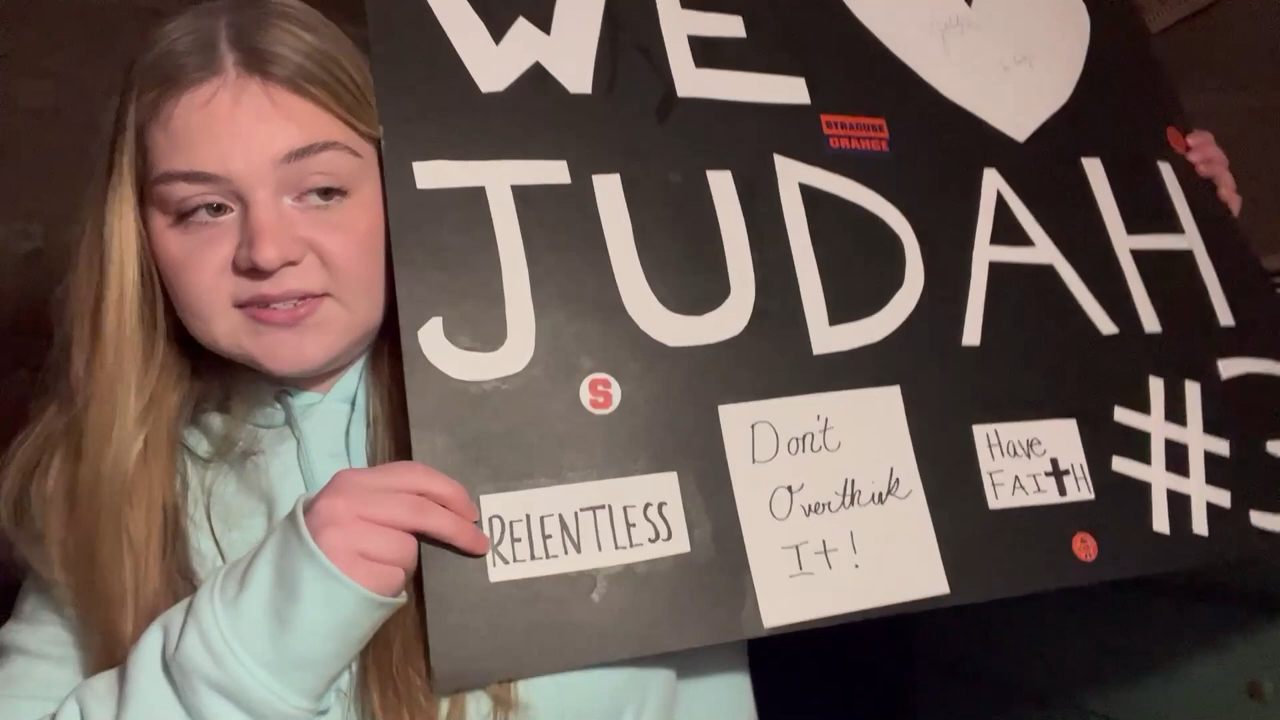 WE
SYRACUSE
ORANGE
JUDAH
S
RELENTLESS
Don't
Overthink
It!
Have
FAITH
#3